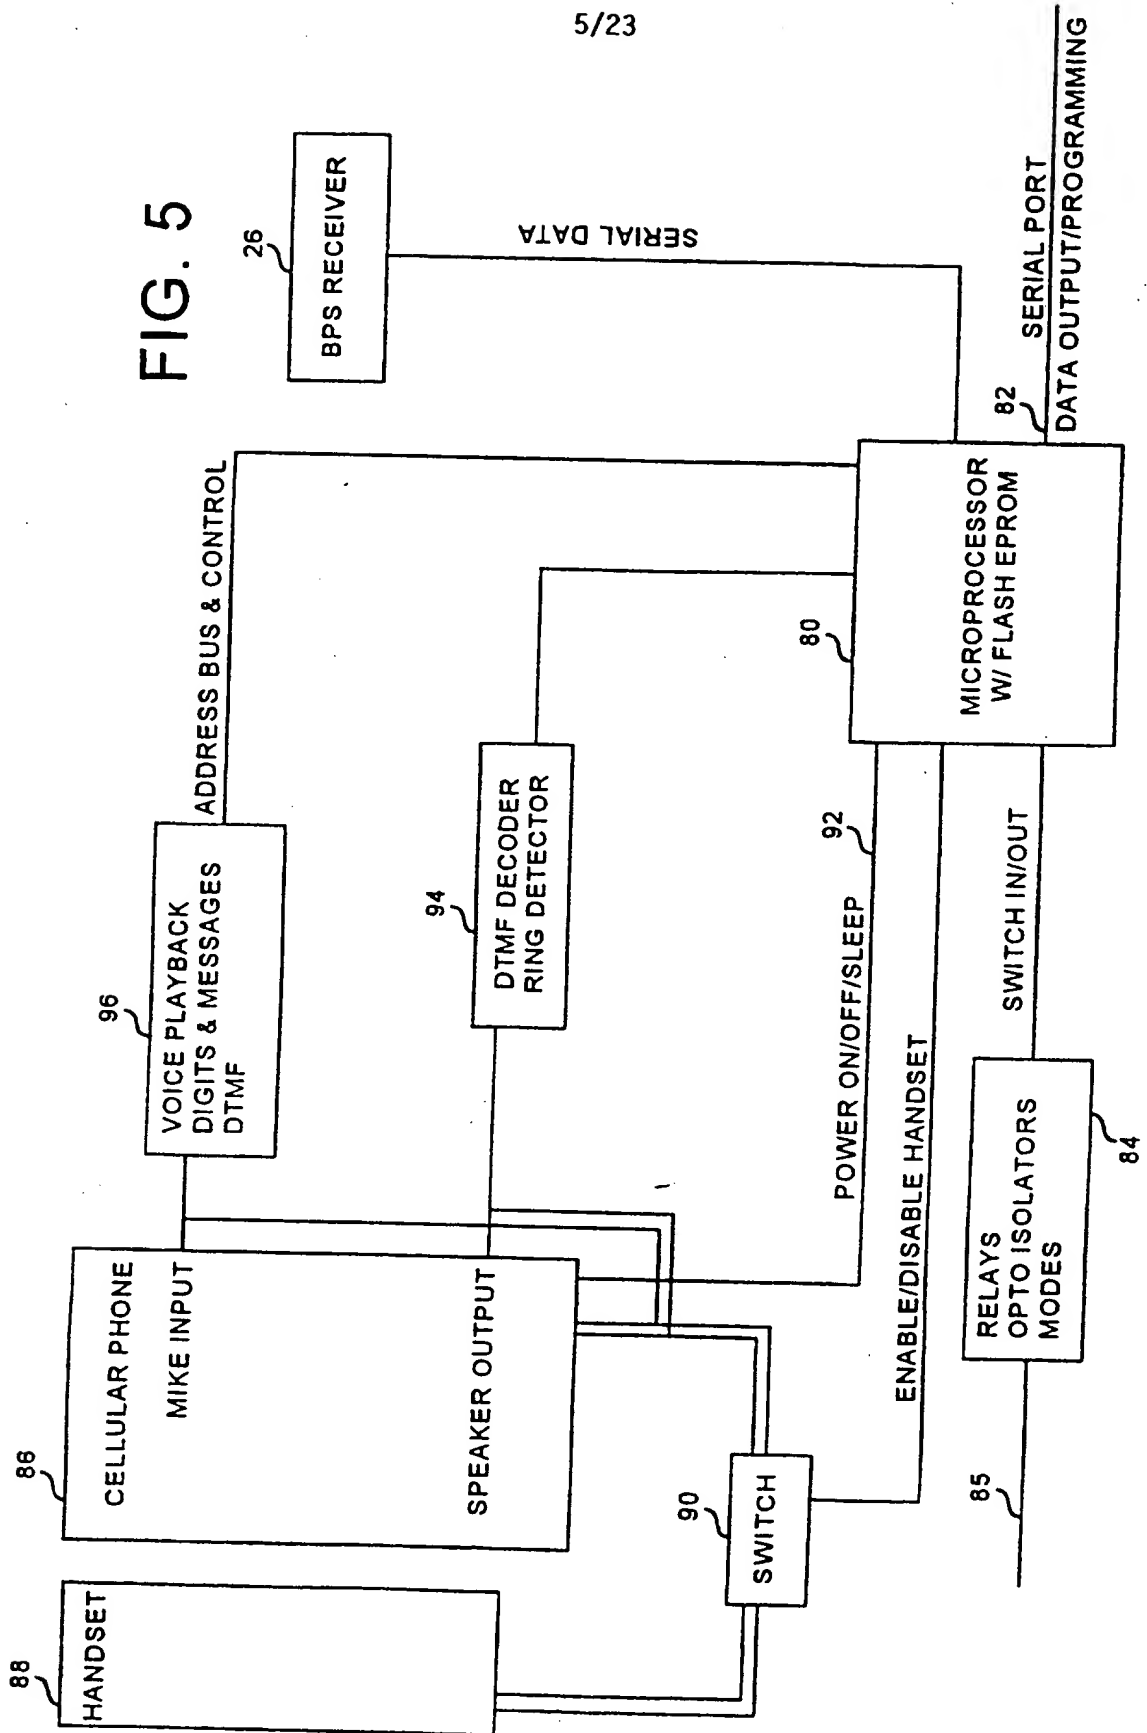 5/23
FIG. 5
88
HANDSET
86
CELLULAR PHONE
MIKE INPUT
SPEAKER OUTPUT
96
VOICE PLAYBACK
DIGITS & MESSAGES
DTMF
ADDRESS BUS & CONTROL
26
BPS RECEIVER
SERIAL DATA
94
DTMF DECODER
RING DETECTOR
90
SWITCH
POWER ON/OFF/SLEEP
92
ENABLE/DISABLE HANDSET
80
MICROPROCESSOR
W/ FLASH EPROM
82
SERIAL PORT
DATA OUTPUT/PROGRAMMING
85
RELAYS
OPTO ISOLATORS
MODES
84
SWITCH IN/OUT